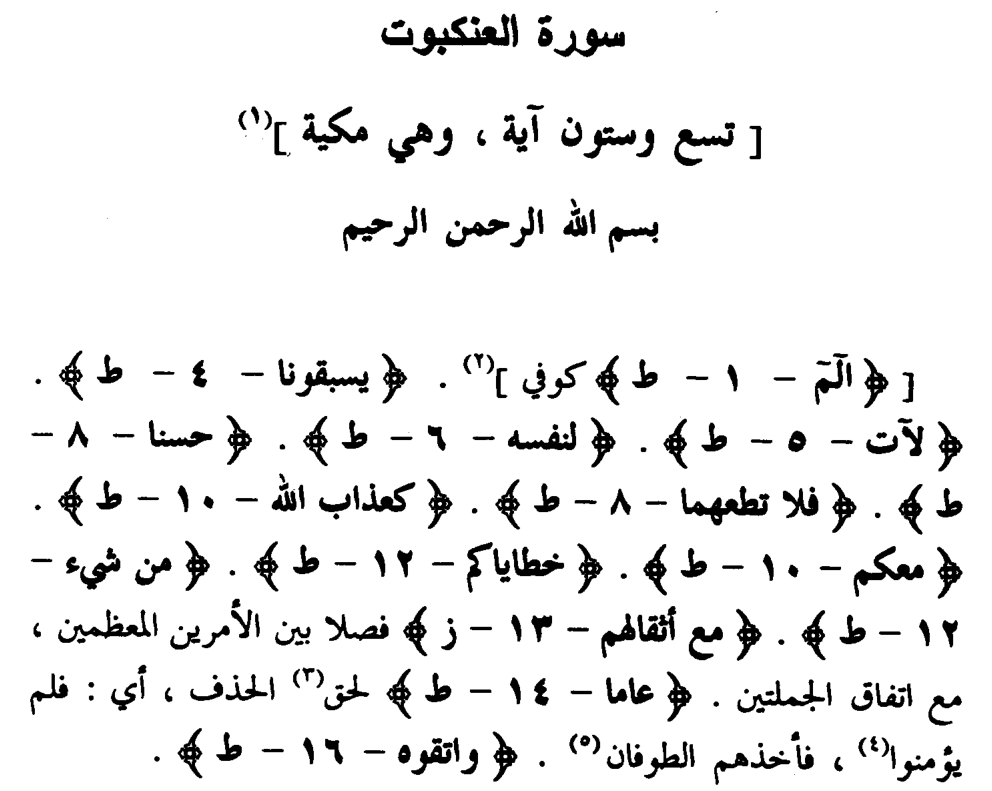 سورة العنكبوت
[ تسع وستون آية ، وهي مكية ](١)
بسم الله الرحمن الرحيم
[ ﴿ الٓمٓ – ١ – ط ﴾ كوفي ](٢) . ﴿ يسبقونا – ٤ – ط ﴾ .
﴿ لآت – ٥ – ط ﴾ . ﴿ لنفسه – ٦ – ط ﴾ . ﴿ حسنا – ٨ –
ط ﴾ . ﴿ فلا تطعهما – ٨ – ط ﴾ . ﴿ كعذاب الله – ١٠ – ط ﴾ .
﴿ معكم – ١٠ – ط ﴾ . ﴿ خطاياكم – ١٢ – ط ﴾ . ﴿ من شيء –
١٢ – ط ﴾ . ﴿ مع أثقالهم – ١٣ – ز ﴾ فصلا بين الأمرين المعظمين ،
مع اتفاق الجملتين . ﴿ عاما – ١٤ – ط ﴾ لحق(٣) الحذف ، أي : فلم
يؤمنوا(٤) ، فأخذهم الطوفان(٥) . ﴿ واتقوه – ١٦ – ط ﴾ .